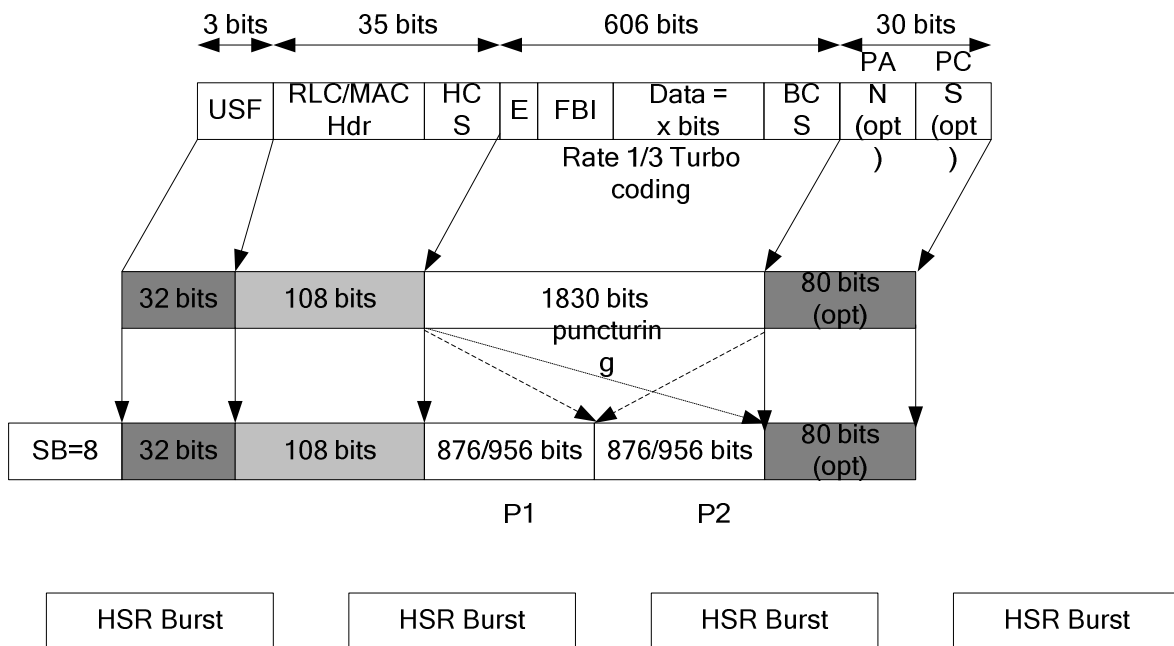 3 bits 35 bits 606 bits 30 bits
USF
RLC/MAC
Hdr
HC
S
E
FBI
Data =
x bits
BC
S
PA
N
(opt
)
PC
S
(opt
)
Rate 1/3 Turbo
coding
32 bits 108 bits 1830 bits
80 bits
(opt)
puncturin
g
SB=8 32 bits 108 bits 876/956 bits 876/956 bits
80 bits
(opt)
P1 P2
HSR Burst HSR Burst HSR Burst HSR Burst